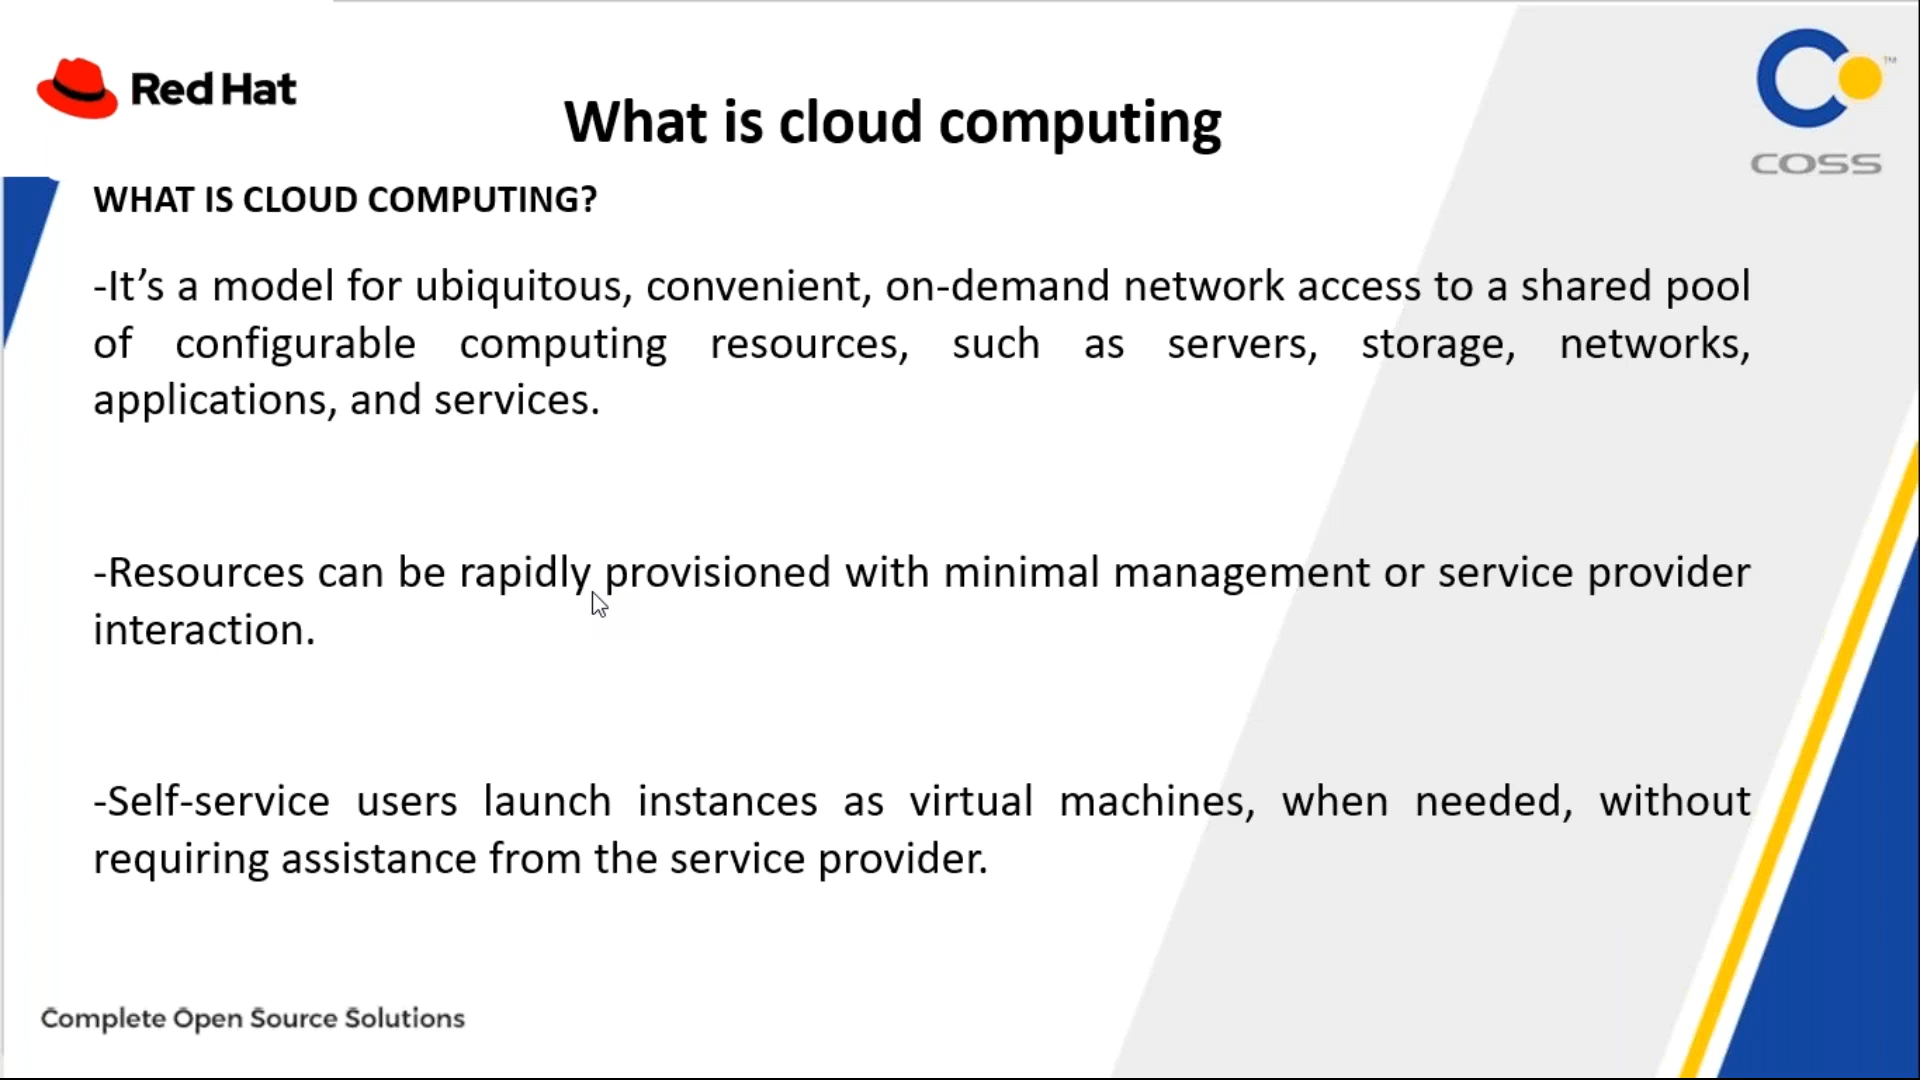 Red Hat
What is cloud computing
TM
COSS
WHAT IS CLOUD COMPUTING?
-It’s a model for ubiquitous, convenient, on-demand network access to a shared pool
of configurable computing resources, such as servers, storage, networks,
applications, and services.
-Resources can be rapidly provisioned with minimal management or service provider
interaction.
-Self-service users launch instances as virtual machines, when needed, without
requiring assistance from the service provider.
Complete Open Source Solutions